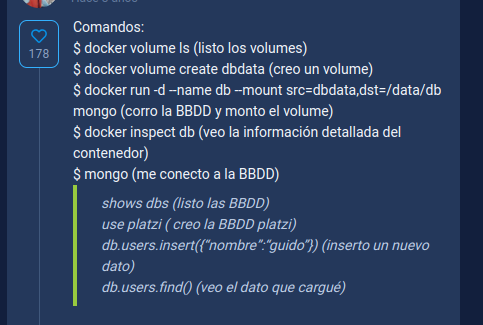 Hace 5 años
178
Comandos:
$ docker volume ls (listo los volumes)
$ docker volume create dbdata (creo un volume)
$ docker run -d --name db --mount src=dbdata,dst=/data/db
mongo (corro la BBDD y monto el volume)
$ docker inspect db (veo la información detallada del
contenedor)
$ mongo (me conecto a la BBDD)
shows dbs (listo las BBDD)
use platzi ( creo la BBDD platzi)
db.users.insert({“nombre”:“guido”}) (inserto un nuevo
dato)
db.users.find() (veo el dato que cargué)